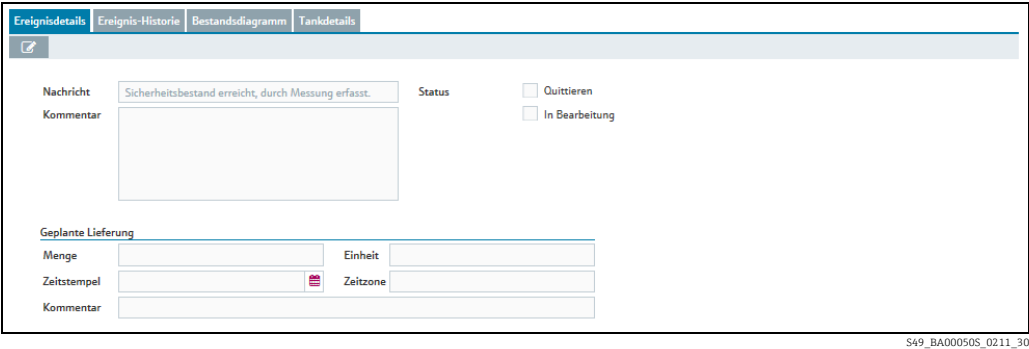 Ereignisdetails Ereignis-Historie Bestandsdiagramm Tankdetails
Nachricht Sicherheitsbestand erreicht, durch Messung erfasst. Status Quittieren
Kommentar In Bearbeitung
Geplante Lieferung
Menge Einheit
Zeitstempel Zeitzone
Kommentar
S49_BA00050S_0211_30